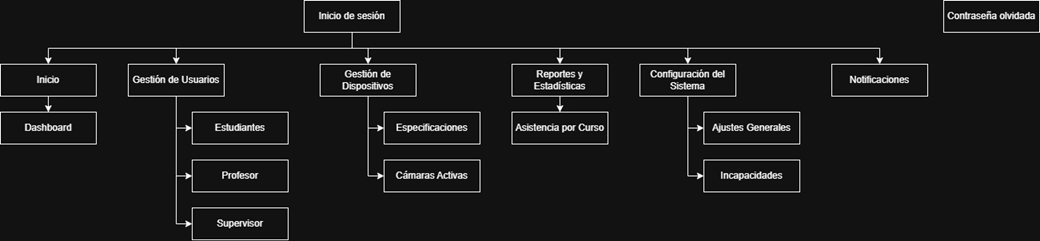 Inicio de sesión
Contraseña olvidada
Inicio
Gestión de Usuarios
Gestión de
Dispositivos
Reportes y
Estadísticas
Configuración del
Sistema
Notificaciones
Dashboard
Estudiantes
Especificaciones
Asistencia por Curso
Ajustes Generales
Profesor
Cámaras Activas
Incapacidades
Supervisor